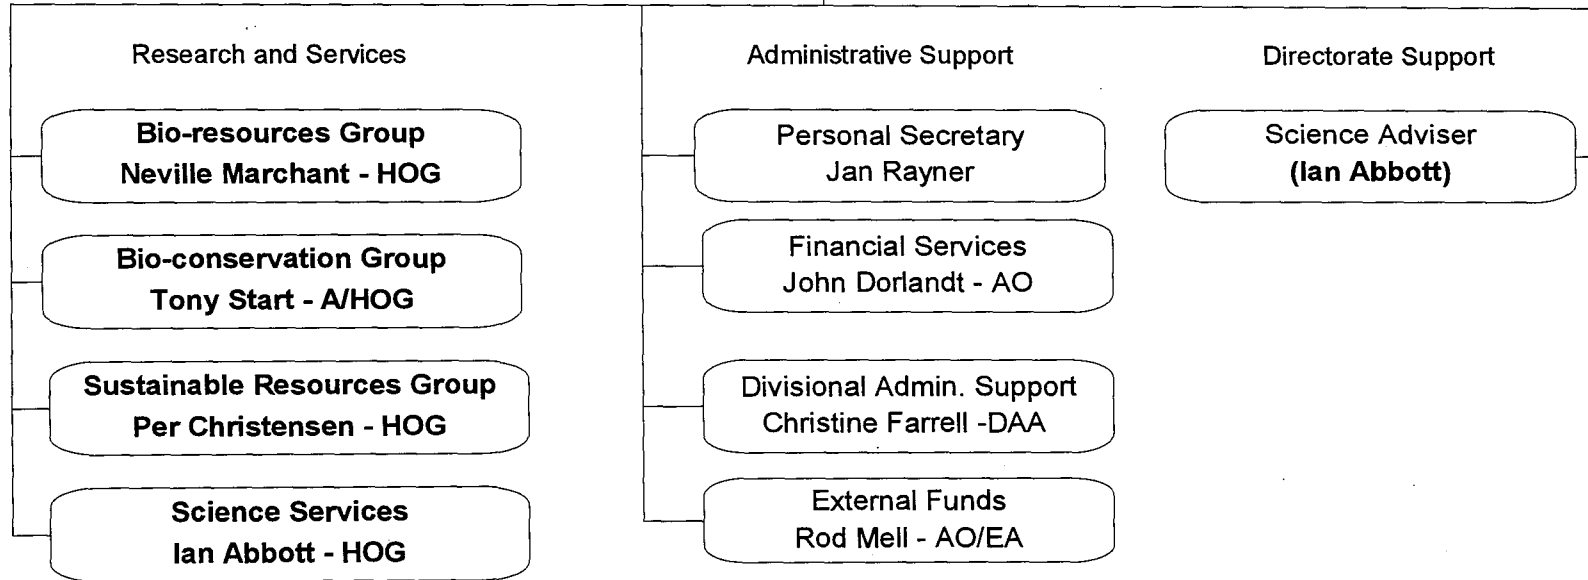 Research and Services
Bio-resources Group
Neville Marchant - HOG
Bio-conservation Group
Tony Start - A/HOG
Sustainable Resources Group
Per Christensen - HOG
Science Services
Ian Abbott - HOG
Administrative Support
Personal Secretary
Jan Rayner
Financial Services
John Dorlandt - AO
Divisional Admin. Support
Christine Farrell -DAA
External Funds
Rod Mell - AO/EA
Directorate Support
Science Adviser
(Ian Abbott)